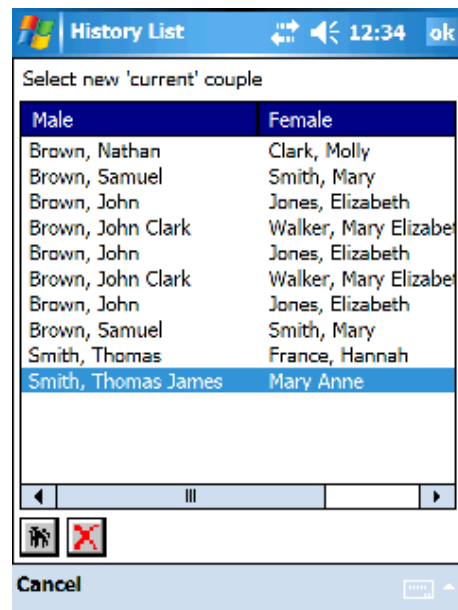 History List 12:34 ok
Select new 'current' couple
Male Female
Brown, Nathan Clark, Molly
Brown, Samuel Smith, Mary
Brown, John Jones, Elizabeth
Brown, John Clark Walker, Mary Elizabet
Brown, John Jones, Elizabeth
Brown, John Clark Walker, Mary Elizabet
Brown, John Jones, Elizabeth
Brown, Samuel Smith, Mary
Smith, Thomas France, Hannah
Smith, Thomas James Mary Anne
Cancel